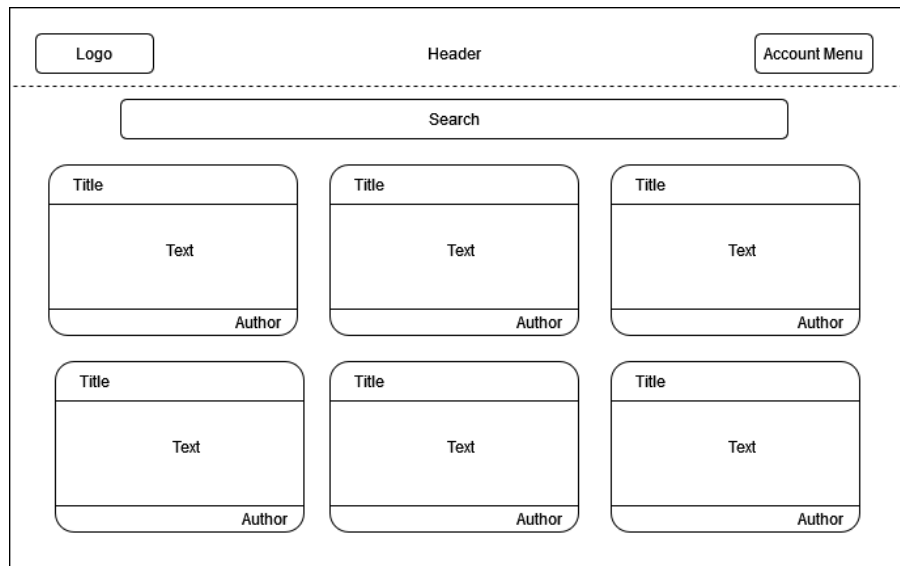 Logo
Header
Account Menu
Search
Title
Text
Author
Title
Text
Author
Title
Text
Author
Title
Text
Author
Title
Text
Author
Title
Text
Author